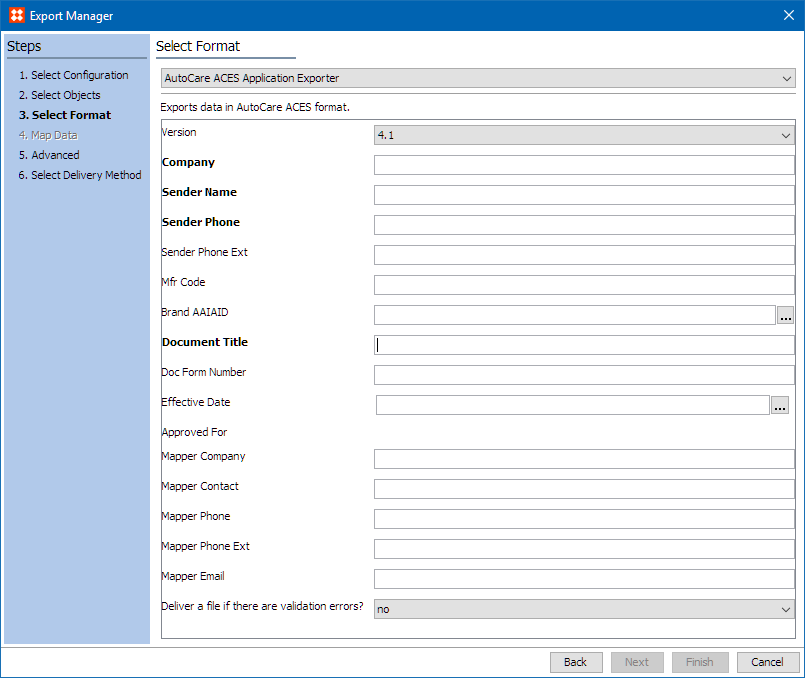 Export Manager
Steps
1. Select Configuration
2. Select Objects
3. Select Format
4. Map Data
5. Advanced
6. Select Delivery Method
Select Format
AutoCare ACES Application Exporter
Exports data in AutoCare ACES format.
Version 4.1
Company
Sender Name
Sender Phone
Sender Phone Ext
Mfr Code
Brand AAIAID ...
Document Title
Doc Form Number
Effective Date ...
Approved For
Mapper Company
Mapper Contact
Mapper Phone
Mapper Phone Ext
Mapper Email
Deliver a file if there are validation errors? no
Back Next Finish Cancel